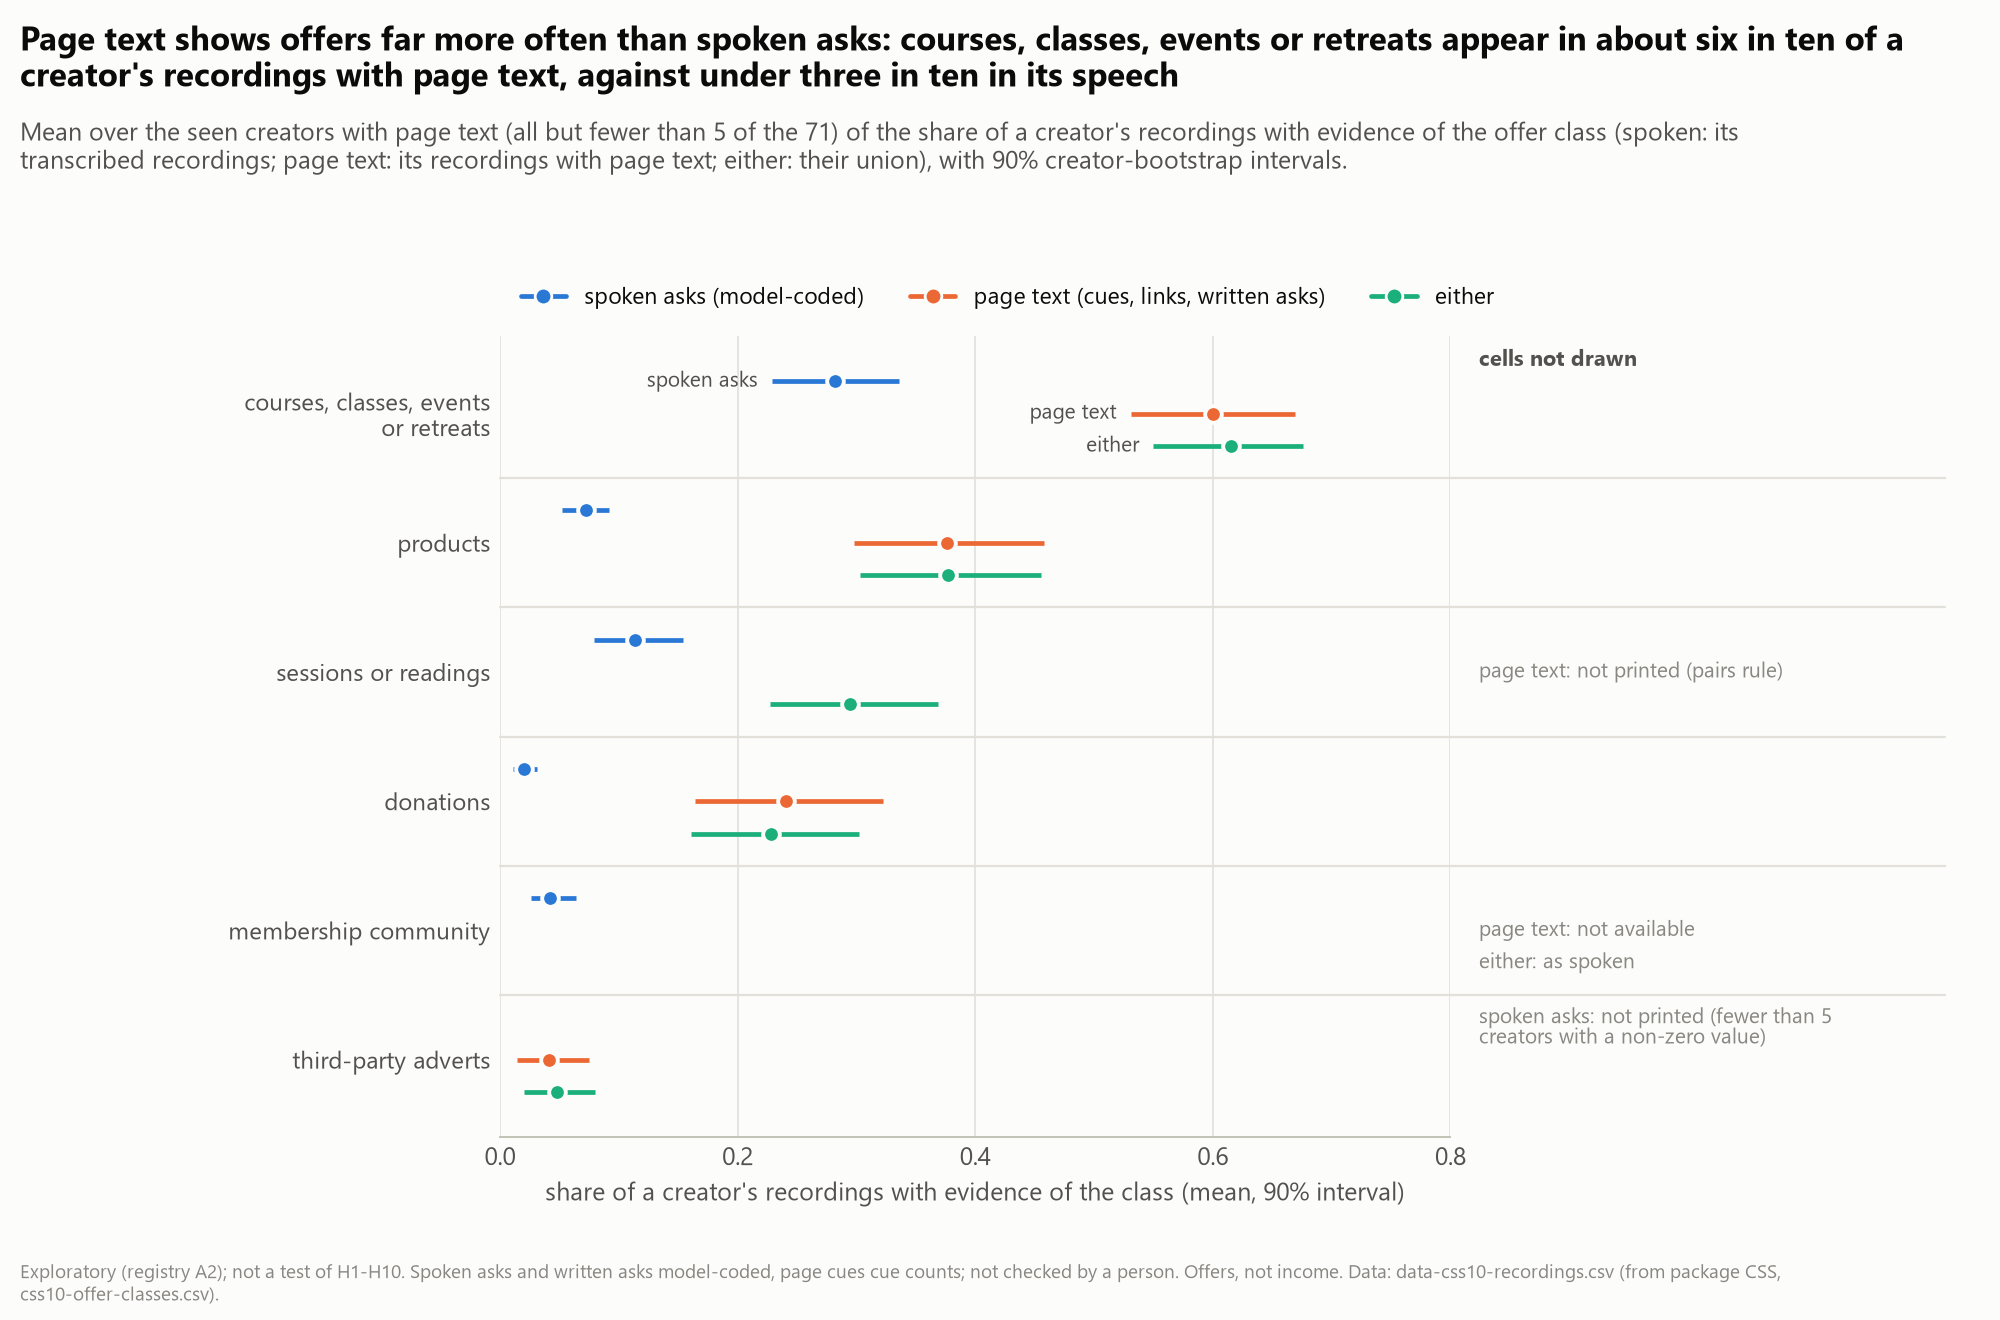 Page text shows offers far more often than spoken asks: courses, classes, events or retreats appear in about six in ten of a
creator's recordings with page text, against under three in ten in its speech
Mean over the seen creators with page text (all but fewer than 5 of the 71) of the share of a creator's recordings with evidence of the offer class (spoken: its
transcribed recordings; page text: its recordings with page text; either: their union), with 90% creator-bootstrap intervals.
spoken asks (model-coded)
page text (cues, links, written asks)
either
cells not drawn
spoken asks
courses, classes, events
or retreats
page text
either
products
sessions or readings
page text: not printed (pairs rule)
donations
membership community
page text: not available
either: as spoken
spoken asks: not printed (fewer than 5
creators with a non-zero value)
third-party adverts
0.0
0.2
0.4
0.6
0.8
share of a creator's recordings with evidence of the class (mean, 90% interval)
Exploratory (registry A2); not a test of H1-H10. Spoken asks and written asks model-coded, page cues cue counts; not checked by a person. Offers, not income. Data: data-css10-recordings.csv (from package CSS,
css10-offer-classes.csv).